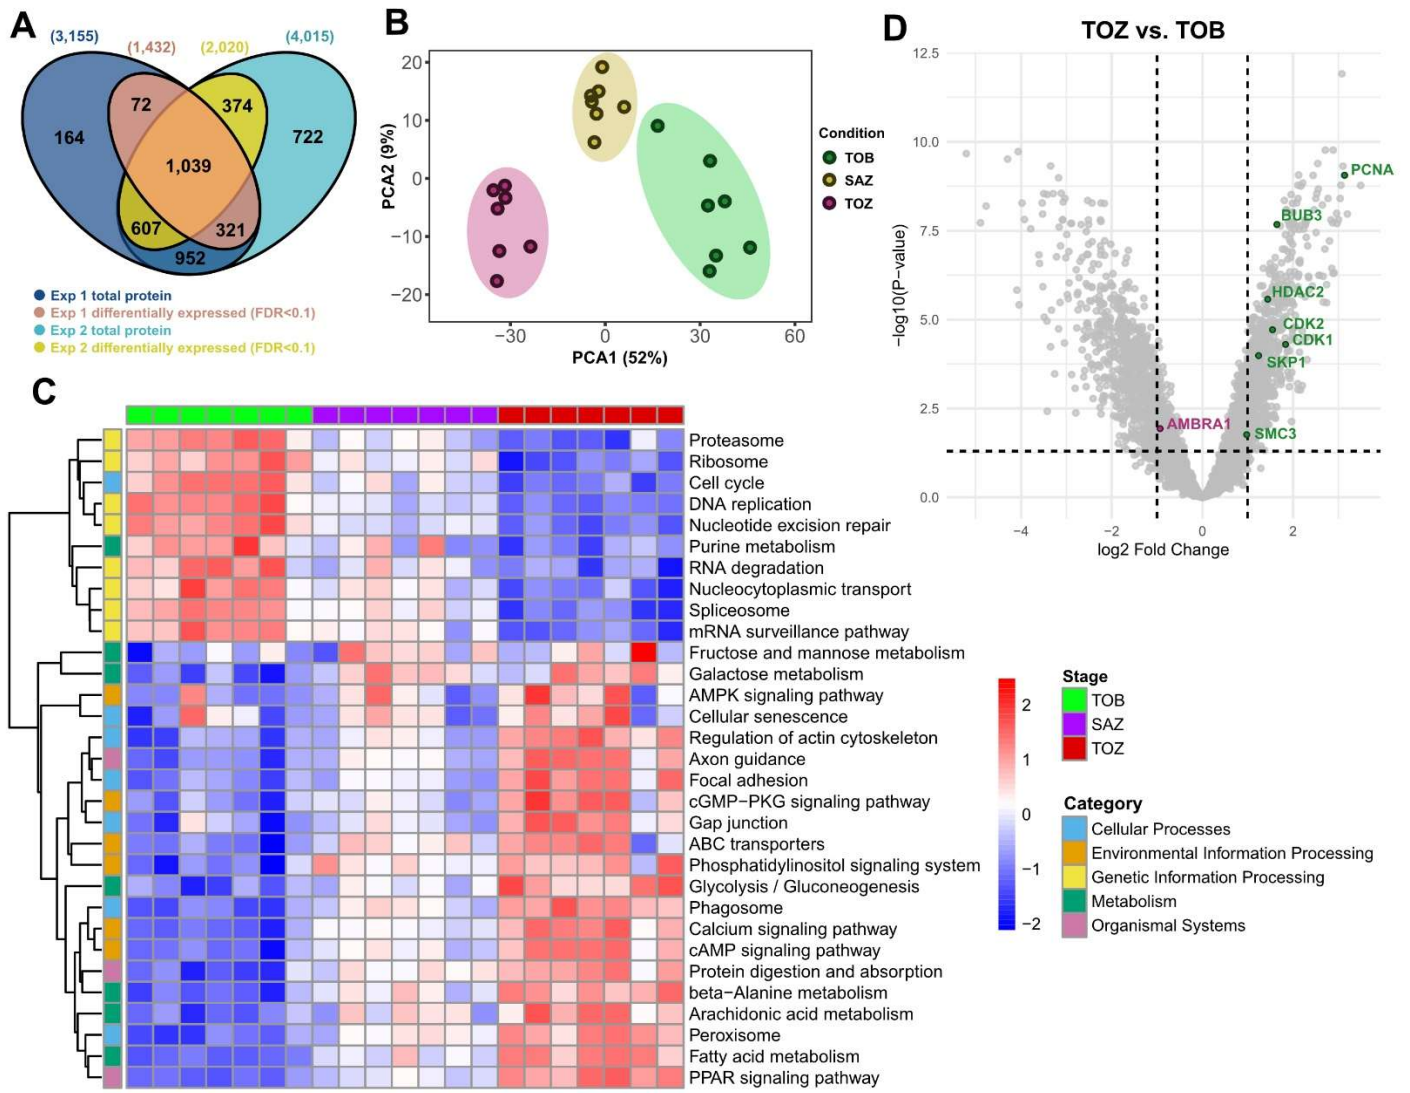 A
(3,155)
(1,432)
(2,020)
(4,015)
72
374
164
722
1,039
607
321
952
Exp 1 total protein
Exp 1 differentially expressed (FDR<0.1)
Exp 2 total protein
Exp 2 differentially expressed (FDR<0.1)
B
PCA2 (9%)
20
10
0
−10
−20
−30
0
30
60
PCA1 (52%)
Condition
TOB
SAZ
TOZ
D
TOZ vs. TOB
−log10(P−value)
12.5
10.0
7.5
5.0
2.5
0.0
PCNA
BUB3
HDAC2
CDK2
CDK1
SKP1
AMBRA1
SMC3
−4
−2
0
2
log2 Fold Change
C
Proteasome
Ribosome
Cell cycle
DNA replication
Nucleotide excision repair
Purine metabolism
RNA degradation
Nucleocytoplasmic transport
Spliceosome
mRNA surveillance pathway
Fructose and mannose metabolism
Galactose metabolism
AMPK signaling pathway
Cellular senescence
Regulation of actin cytoskeleton
Axon guidance
Focal adhesion
cGMP−PKG signaling pathway
Gap junction
ABC transporters
Phosphatidylinositol signaling system
Glycolysis / Gluconeogenesis
Phagosome
Calcium signaling pathway
cAMP signaling pathway
Protein digestion and absorption
beta−Alanine metabolism
Arachidonic acid metabolism
Peroxisome
Fatty acid metabolism
PPAR signaling pathway
2
1
0
−1
−2
Stage
TOB
SAZ
TOZ
Category
Cellular Processes
Environmental Information Processing
Genetic Information Processing
Metabolism
Organismal Systems